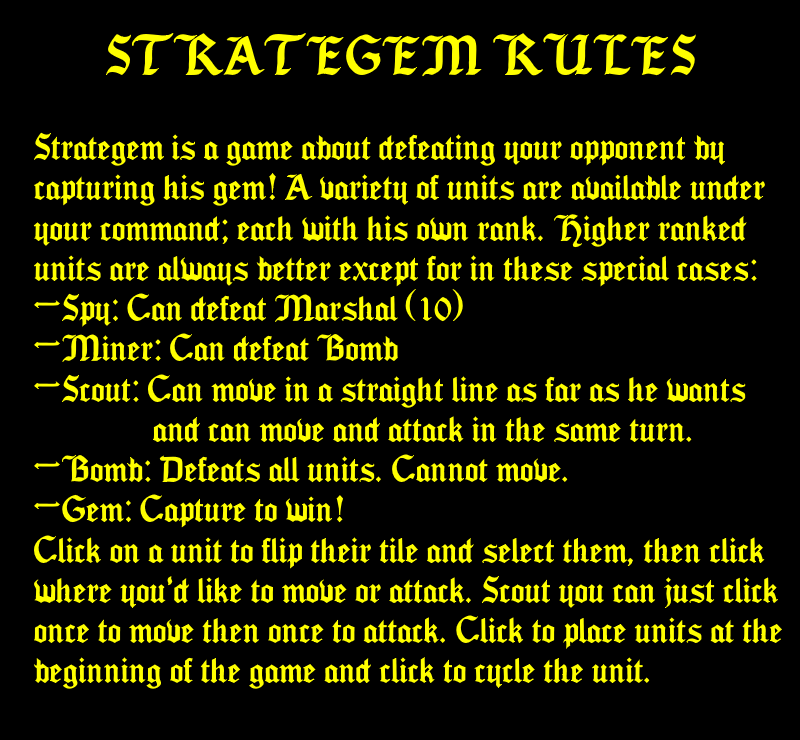 STRATEGEM RULES
Strategem is a game about defeating your opponent by
capturing his gem! A variety of units are available under
your command; each with his own rank. Higher ranked
units are always better except for in these special cases:
—Spy: Can defeat Marshal (10)
—Miner: Can defeat Bomb
—Scout: Can move in a straight line as far as he wants
and can move and attack in the same turn.
—Bomb: Defeats all units. Cannot move.
—Gem: Capture to win!
Click on a unit to flip their tile and select them, then click
where you'd like to move or attack. Scout you can just click
once to move then once to attack. Click to place units at the
beginning of the game and click to cycle the unit.